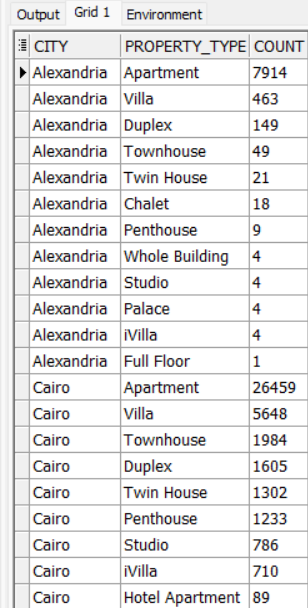 Output Grid 1 Environment
CITY PROPERTY_TYPE COUNT
Alexandria Apartment 7914
Alexandria Villa 463
Alexandria Duplex 149
Alexandria Townhouse 49
Alexandria Twin House 21
Alexandria Chalet 18
Alexandria Penthouse 9
Alexandria Whole Building 4
Alexandria Studio 4
Alexandria Palace 4
Alexandria iVilla 4
Alexandria Full Floor 1
Cairo Apartment 26459
Cairo Villa 5648
Cairo Townhouse 1984
Cairo Duplex 1605
Cairo Twin House 1302
Cairo Penthouse 1233
Cairo Studio 786
Cairo iVilla 710
Cairo Hotel Apartment 89